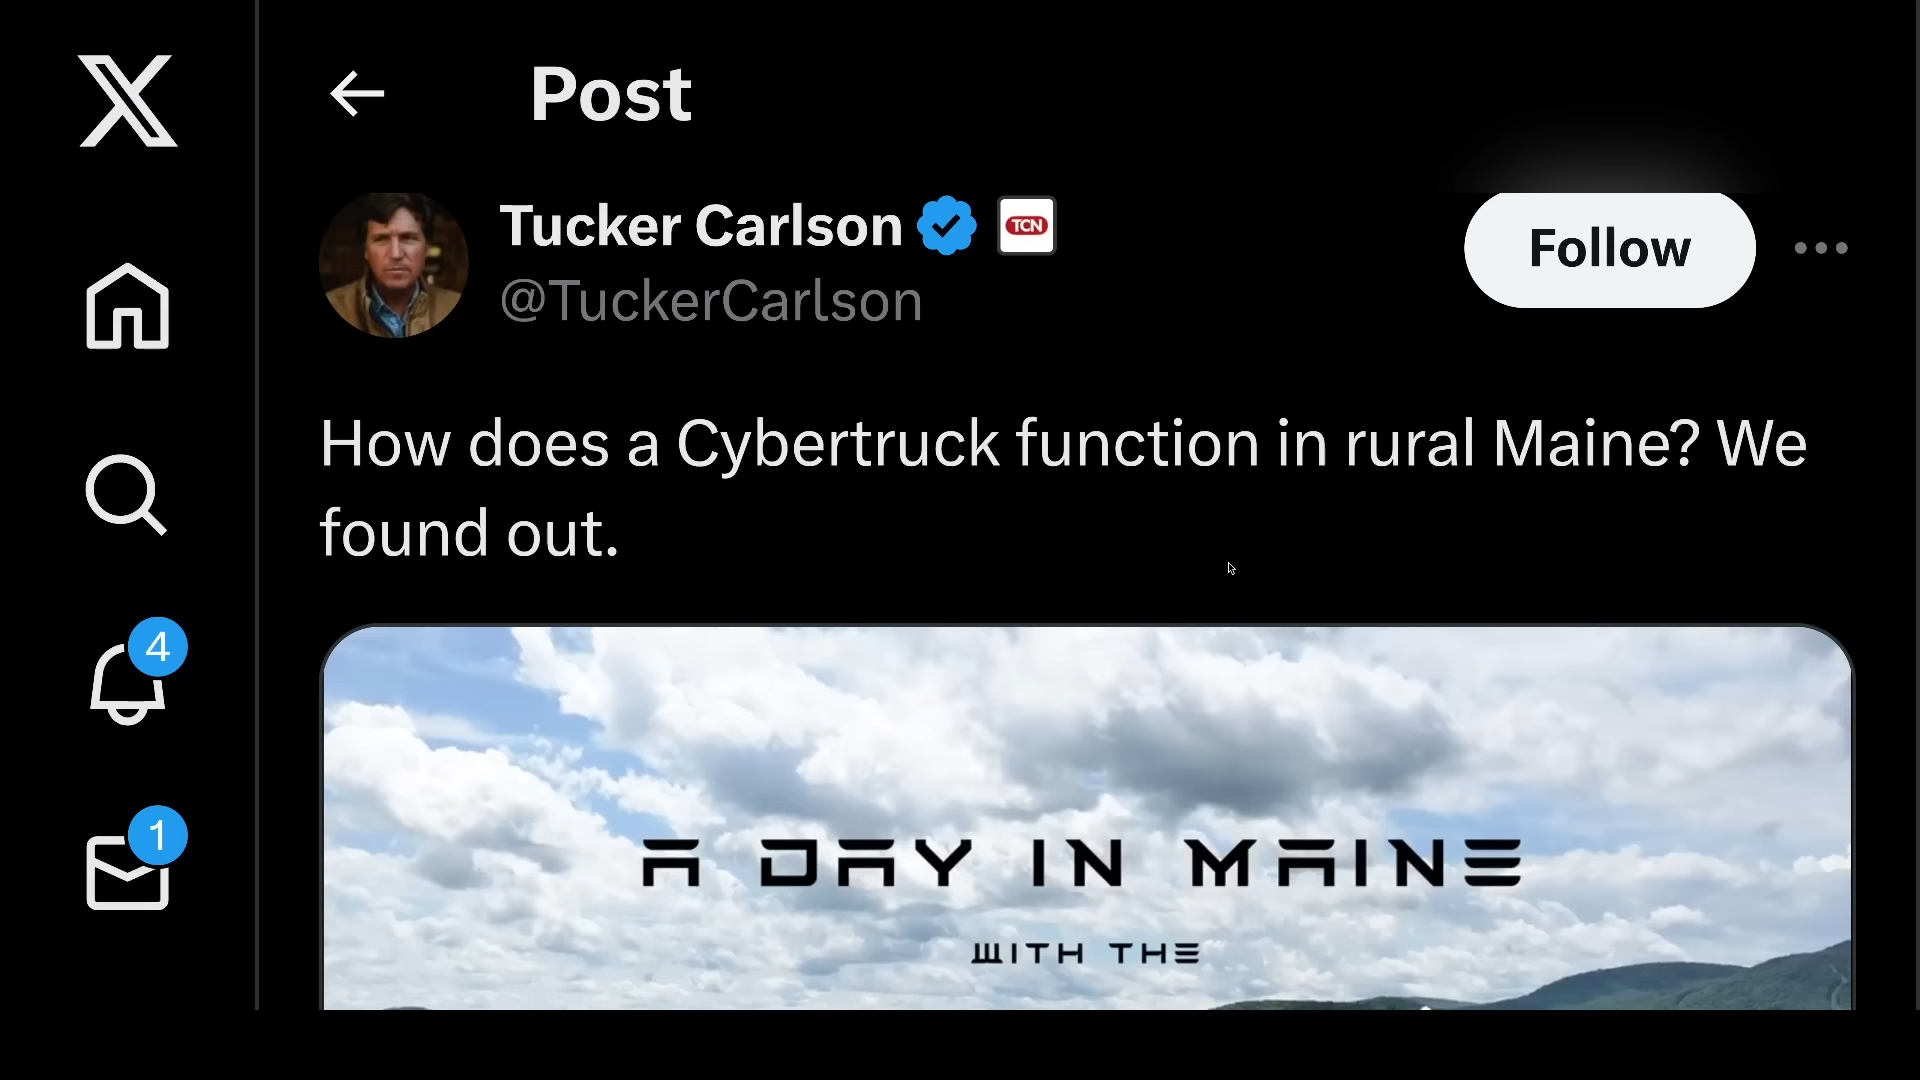 Post
Tucker Carlson TCN
Follow
@TuckerCarlson
How does a Cybertruck function in rural Maine? We
found out.
4
1
A DAY IN MAINE
WITH THE